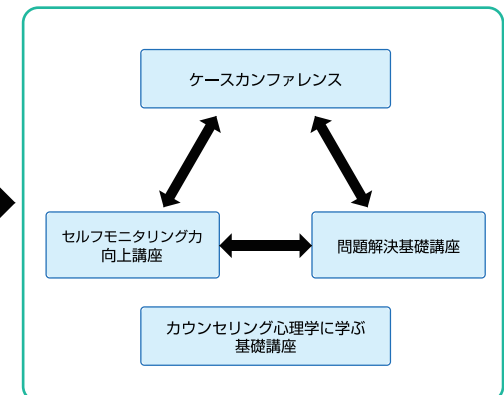 ケースカンファレンス
セルフモニタリング力
向上講座
問題解決基礎講座
カウンセリング心理学に学ぶ
基礎講座